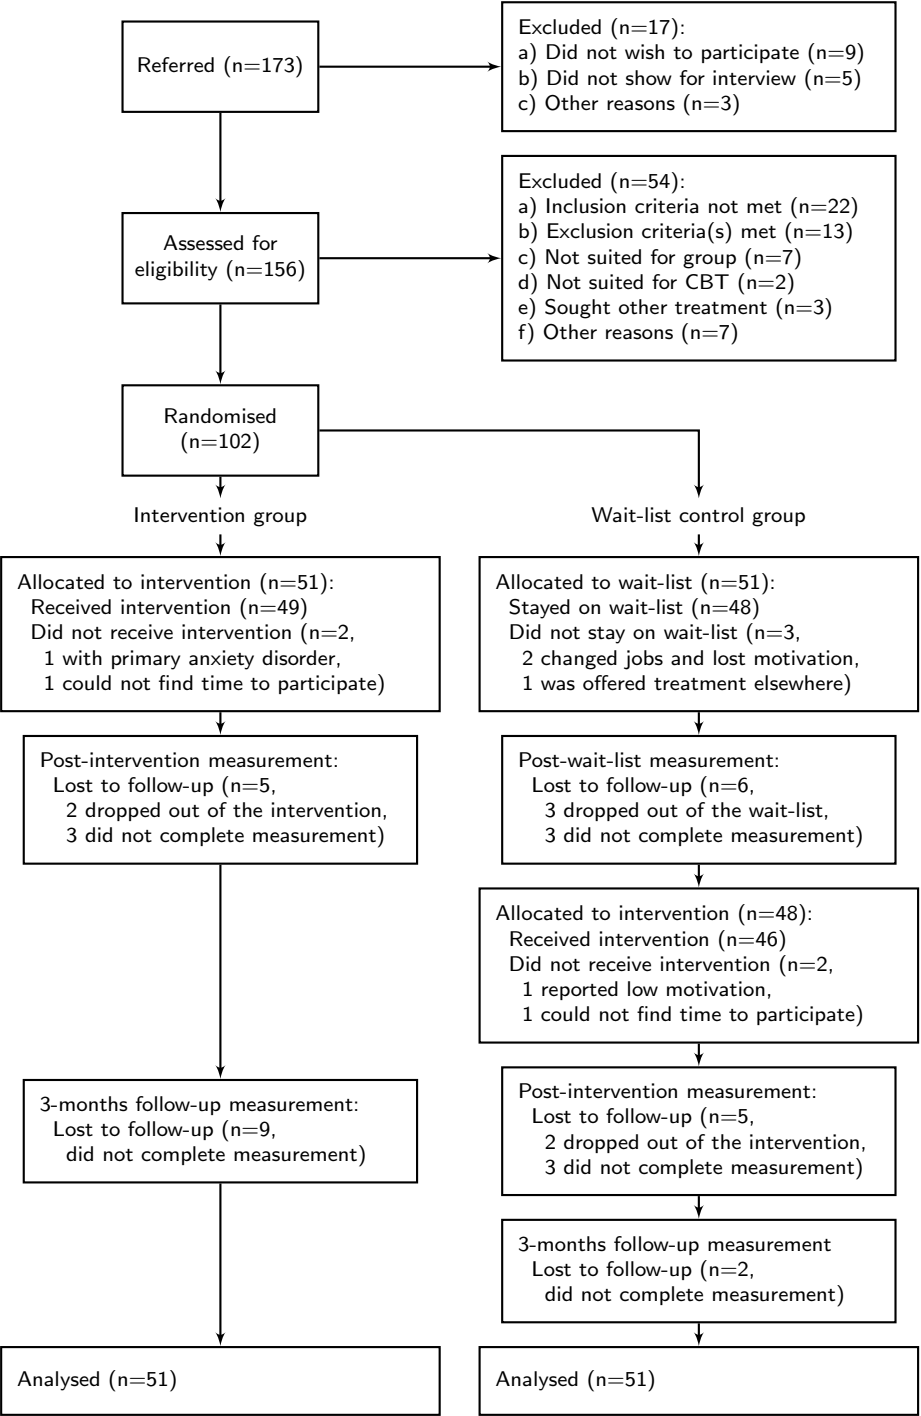 Referred (n=173)
Excluded (n=17):
a) Did not wish to participate (n=9)
b) Did not show for interview (n=5)
c) Other reasons (n=3)
Assessed for
eligibility (n=156)
Excluded (n=54):
a) Inclusion criteria not met (n=22)
b) Exclusion criteria(s) met (n=13)
c) Not suited for group (n=7)
d) Not suited for CBT (n=2)
e) Sought other treatment (n=3)
f) Other reasons (n=7)
Randomised
(n=102)
Intervention group
Allocated to intervention (n=51):
Received intervention (n=49)
Did not receive intervention (n=2,
1 with primary anxiety disorder,
1 could not find time to participate)
Post-intervention measurement:
Lost to follow-up (n=5,
2 dropped out of the intervention,
3 did not complete measurement)
3-months follow-up measurement:
Lost to follow-up (n=9,
did not complete measurement)
Analysed (n=51)
Wait-list control group
Allocated to wait-list (n=51):
Stayed on wait-list (n=48)
Did not stay on wait-list (n=3,
2 changed jobs and lost motivation,
1 was offered treatment elsewhere)
Post-wait-list measurement:
Lost to follow-up (n=6,
3 dropped out of the wait-list,
3 did not complete measurement)
Allocated to intervention (n=48):
Received intervention (n=46)
Did not receive intervention (n=2,
1 reported low motivation,
1 could not find time to participate)
Post-intervention measurement:
Lost to follow-up (n=5,
2 dropped out of the intervention,
3 did not complete measurement)
3-months follow-up measurement
Lost to follow-up (n=2,
did not complete measurement)
Analysed (n=51)